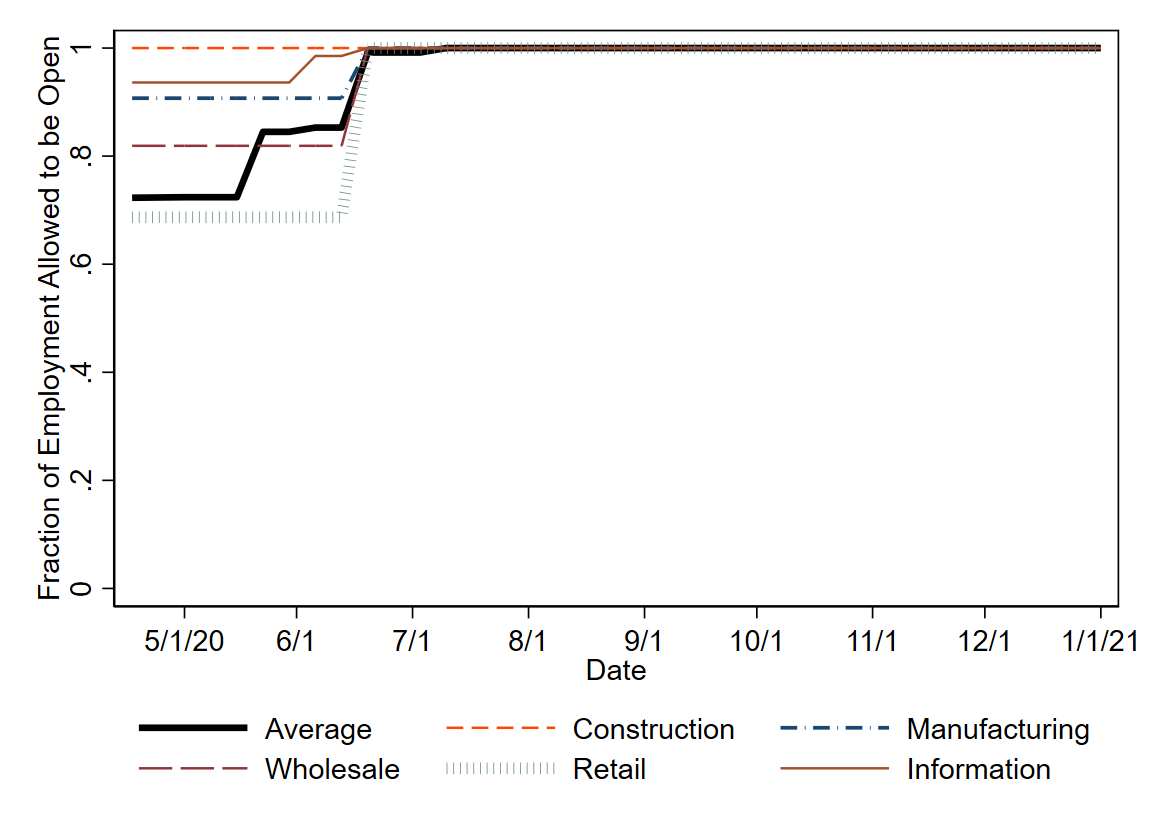 Fraction of Employment Allowed to be Open
1
.8
.6
.4
.2
0
5/1/20 6/1 7/1 8/1 9/1 10/1 11/1 12/1 1/1/21
Date
Average Construction Manufacturing
Wholesale Retail Information